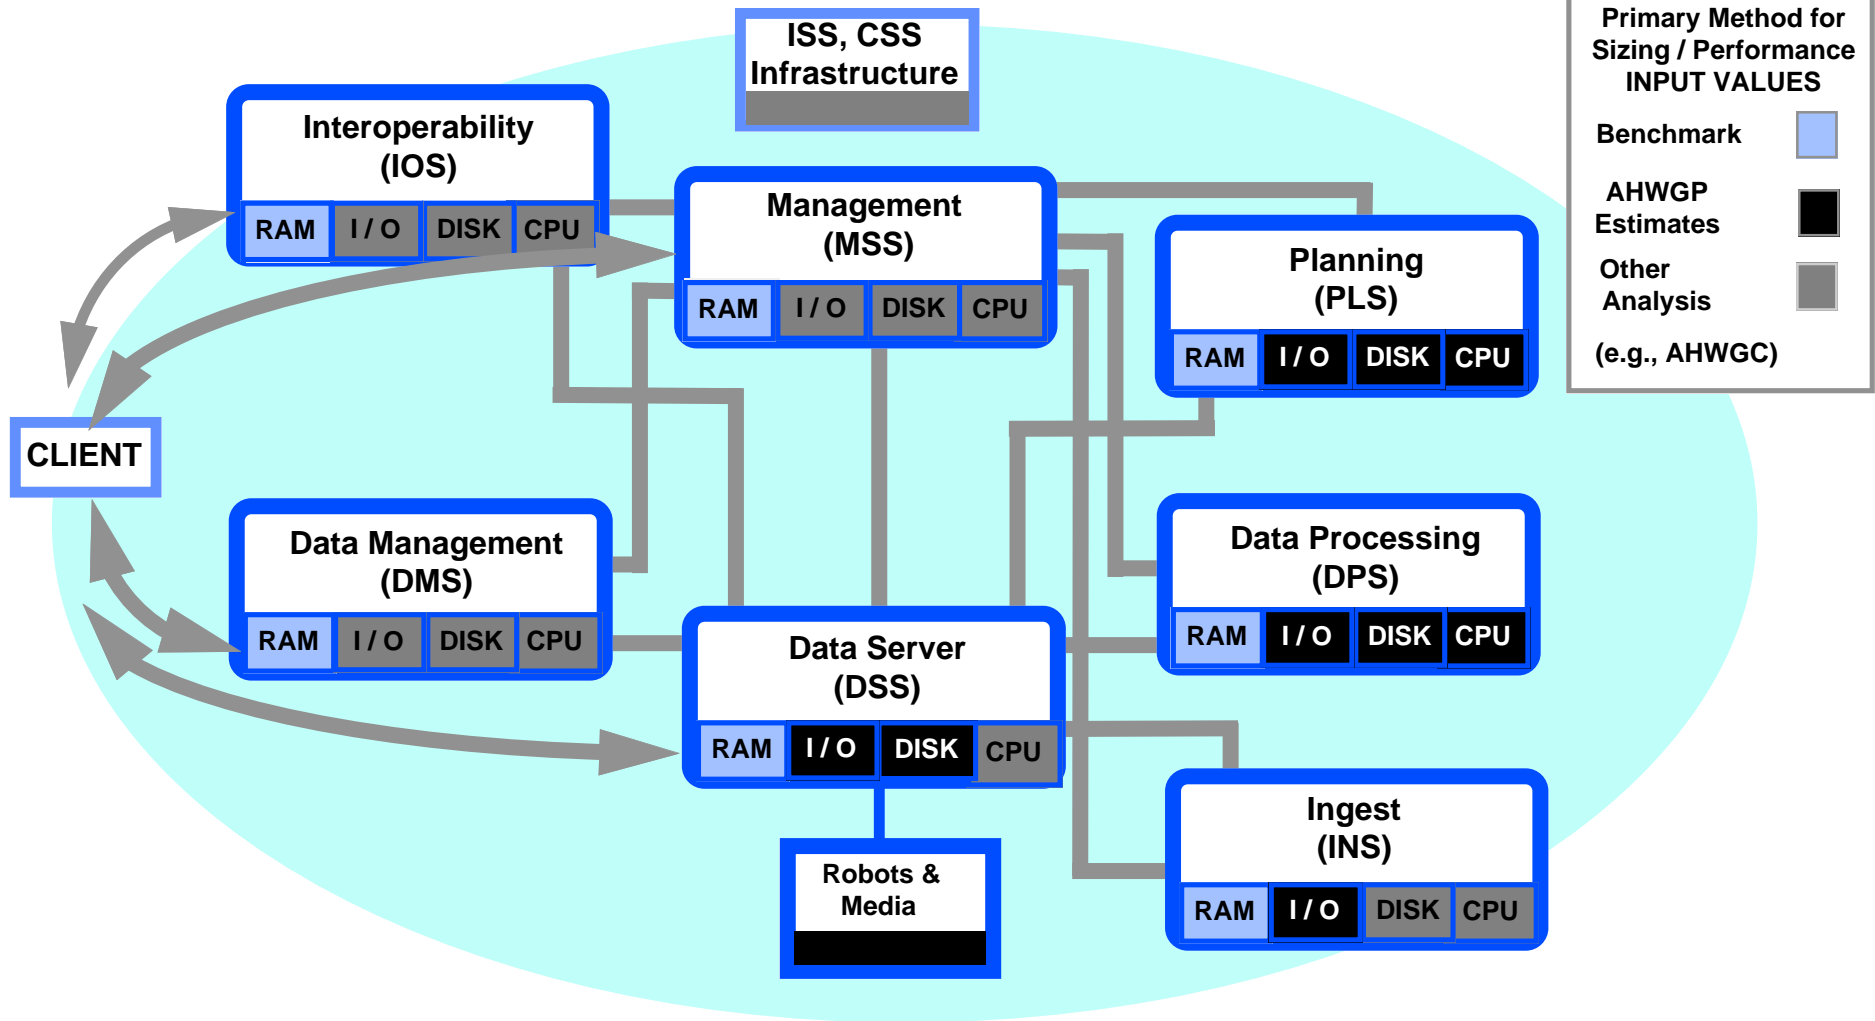 ISS, CSS
Infrastructure
Primary Method for
Sizing / Performance
INPUT VALUES
Benchmark
AHWGP
Estimates
Other
Analysis
(e.g., AHWGC)
Interoperability
(IOS)
RAM I / O DISK CPU
Management
(MSS)
RAM I / O DISK CPU
Planning
(PLS)
RAM I / O DISK CPU
CLIENT
Data Management
(DMS)
RAM I / O DISK CPU
Data Processing
(DPS)
RAM I / O DISK CPU
Data Server
(DSS)
RAM I / O DISK CPU
Ingest
(INS)
RAM I / O DISK CPU
Robots &
Media